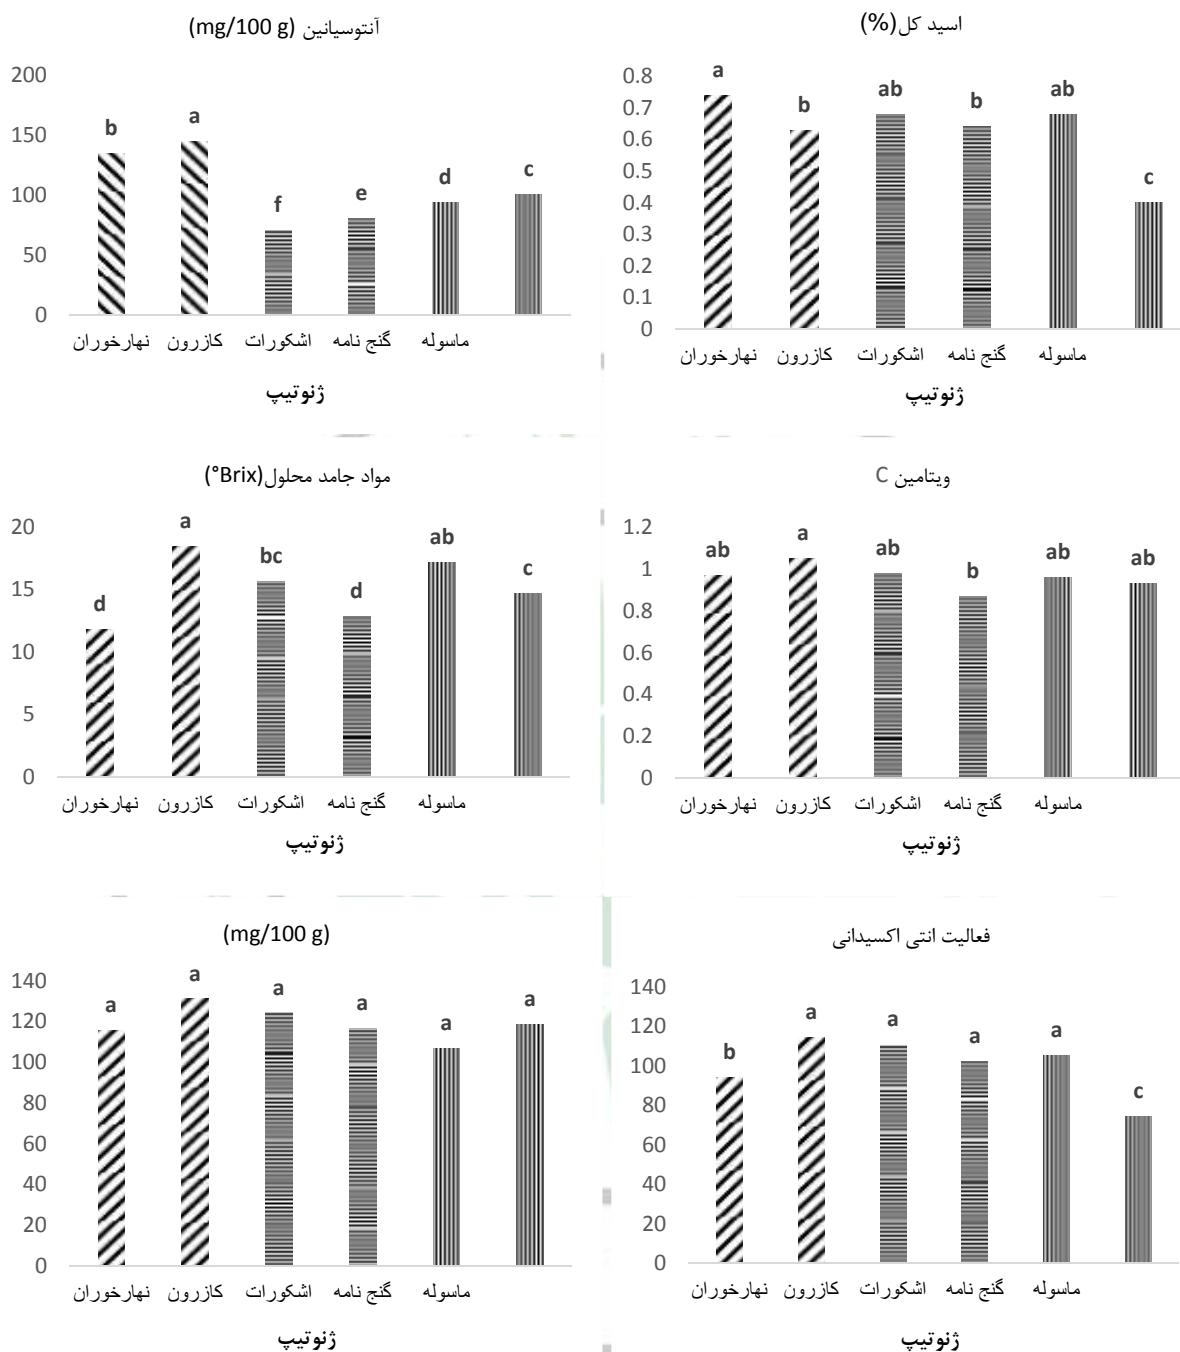 آنتوسیانین (mg/100 g)
200
150
100
50
0
b
a
f
e
d
c
نهارخوران کازرون اشکورات گنج نامه ماسوله
ژنوتیپ
اسید کل(%)
0.8
0.7
0.6
0.5
0.4
0.3
0.2
0.1
0
a
b
ab
b
ab
c
نهارخوران کازرون اشکورات گنج نامه ماسوله
ژنوتیپ
مواد جامد محلول(°Brix)
20
15
10
5
0
d
a
bc
d
ab
c
نهارخوران کازرون اشکورات گنج نامه ماسوله
ژنوتیپ
ویتامین C
1.2
1
0.8
0.6
0.4
0.2
0
ab
a
ab
b
ab
ab
نهارخوران کازرون اشکورات گنج نامه ماسوله
ژنوتیپ
(mg/100 g)
140
120
100
80
60
40
20
0
a
a
a
a
a
a
نهارخوران کازرون اشکورات گنج نامه ماسوله
ژنوتیپ
فعالیت انتی اکسیدانی
140
120
100
80
60
40
20
0
b
a
a
a
a
c
نهارخوران کازرون اشکورات گنج نامه ماسوله
ژنوتیپ